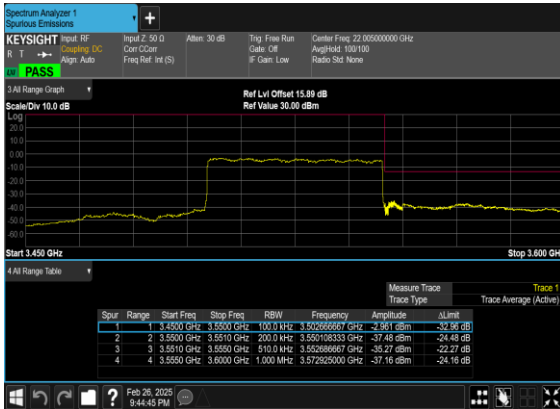 Spectrum Analyzer 1
Spurious Emissions
+
KEYSIGHT Input: RF Input Z: 50 Ω Atten: 30 dB Trig: Free Run Center Freq: 22.005000000 GHz
R T Coupling: DC Corr CCorr Gate: Off Avg|Hold: 100/100
Align: Auto Freq Ref: Int (S) IF Gain: Low Radio Std: None
LXI PASS
3 All Range Graph
Ref Lvl Offset 15.89 dB
Scale/Div 10.0 dB Ref Value 30.00 dBm
Log
20.0
10.0
0.00
-10.0
-20.0
-30.0
-40.0
-50.0
-60.0
Start 3.450 GHz Stop 3.600 GH
4 All Range Table
Measure Trace Trace 1
Trace Type Trace Average (Active)
Spur Range Start Freq Stop Freq RBW Frequency Amplitude ΔLimit
1 1 3.4500 GHz 3.5500 GHz 100.0 kHz 3.502666667 GHz -2.961 dBm -32.96 dB
2 2 3.5500 GHz 3.5510 GHz 200.0 kHz 3.550108333 GHz -37.48 dBm -24.48 dB
3 3 3.5510 GHz 3.5550 GHz 510.0 kHz 3.552686667 GHz -35.27 dBm -22.27 dB
4 4 3.5550 GHz 3.6000 GHz 1.000 MHz 3.572925000 GHz -37.16 dBm -24.16 dB
? Feb 26, 2025
9:44:45 PM